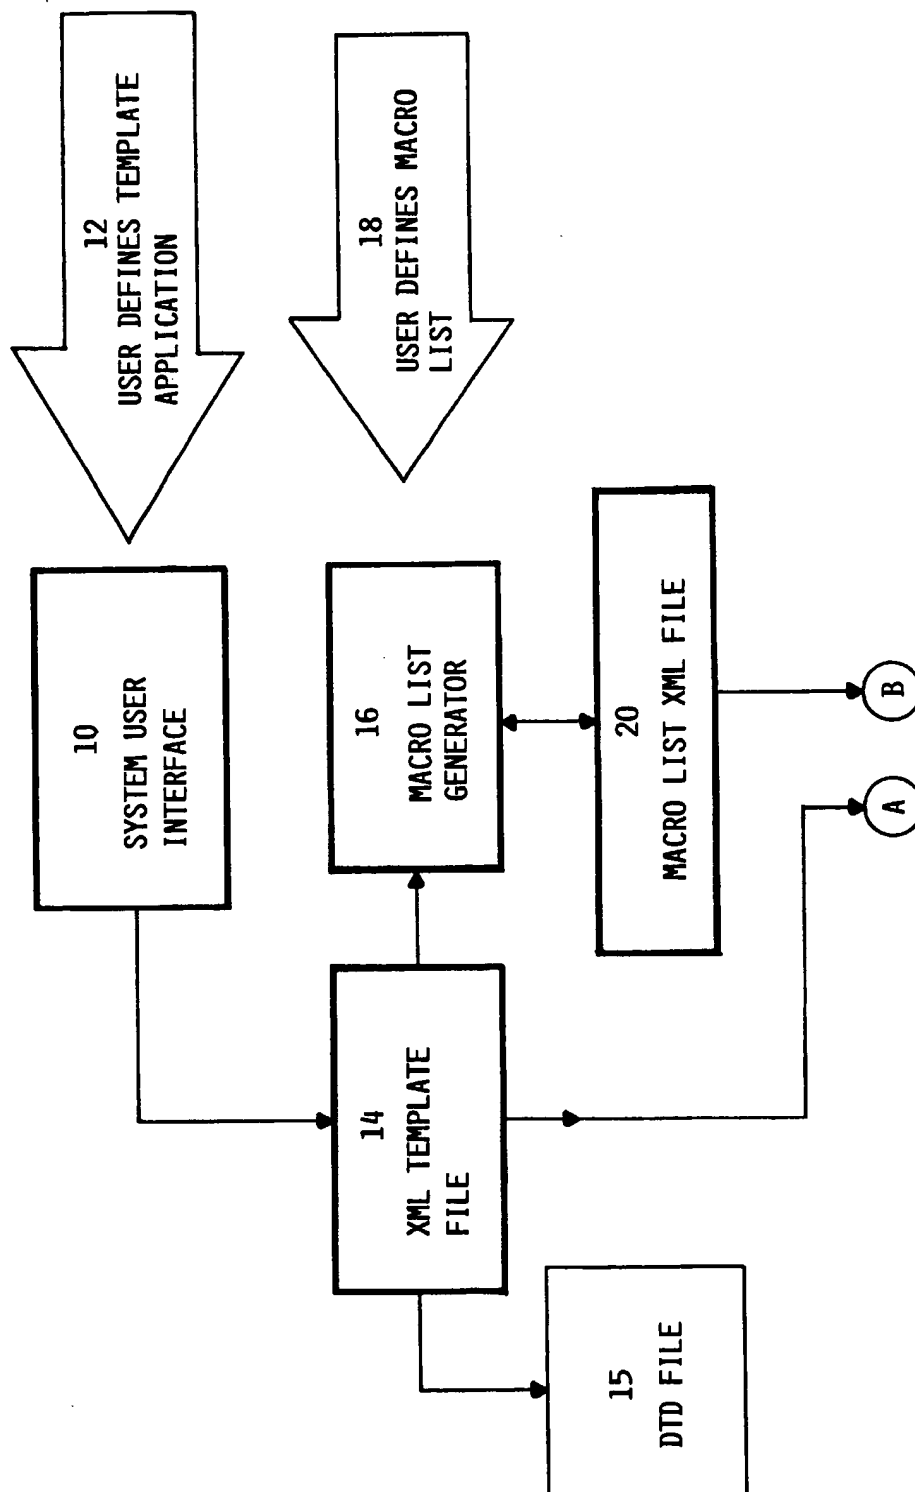 12
USER DEFINES TEMPLATE
APPLICATION
10
SYSTEM USER
INTERFACE
18
USER DEFINES MACRO
LIST
16
MACRO LIST
GENERATOR
14
XML TEMPLATE
FILE
20
MACRO LIST XML FILE
15
DTD FILE
A
B